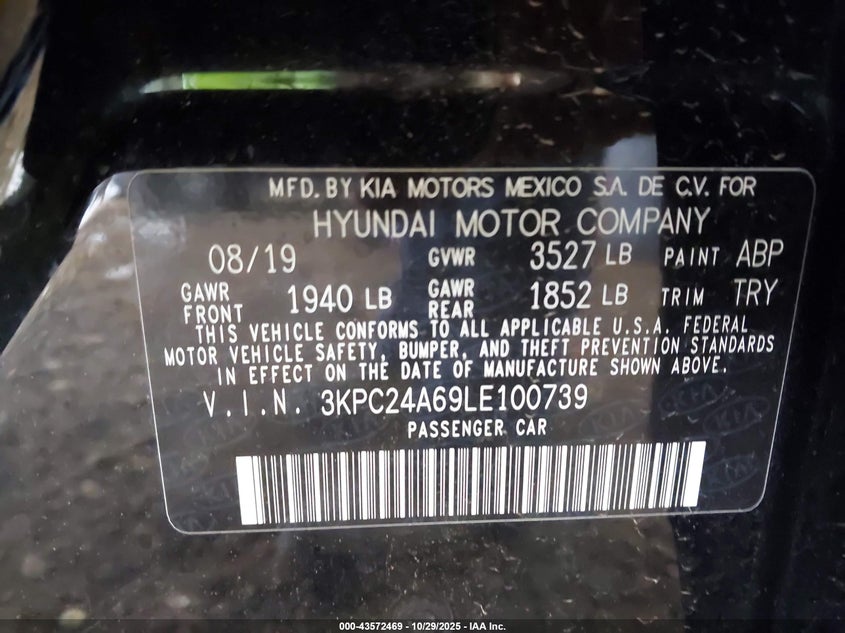 MFD. BY KIA MOTORS MEXICO S.A. DE C.V. FOR
HYUNDAI MOTOR COMPANY
08/19 GVWR 3527 LB PAINT ABP
GAWR FRONT 1940 LB GAWR REAR 1852 LB TRIM TRY
THIS VEHICLE CONFORMS TO ALL APPLICABLE U.S.A. FEDERAL
MOTOR VEHICLE SAFETY, BUMPER, AND THEFT PREVENTION STANDARDS
IN EFFECT ON THE DATE OF MANUFACTURE SHOWN ABOVE.
V.I.N. 3KPC24A69LE100739
PASSENGER CAR
000-43572469 - 10/29/2025 - IAA Inc.